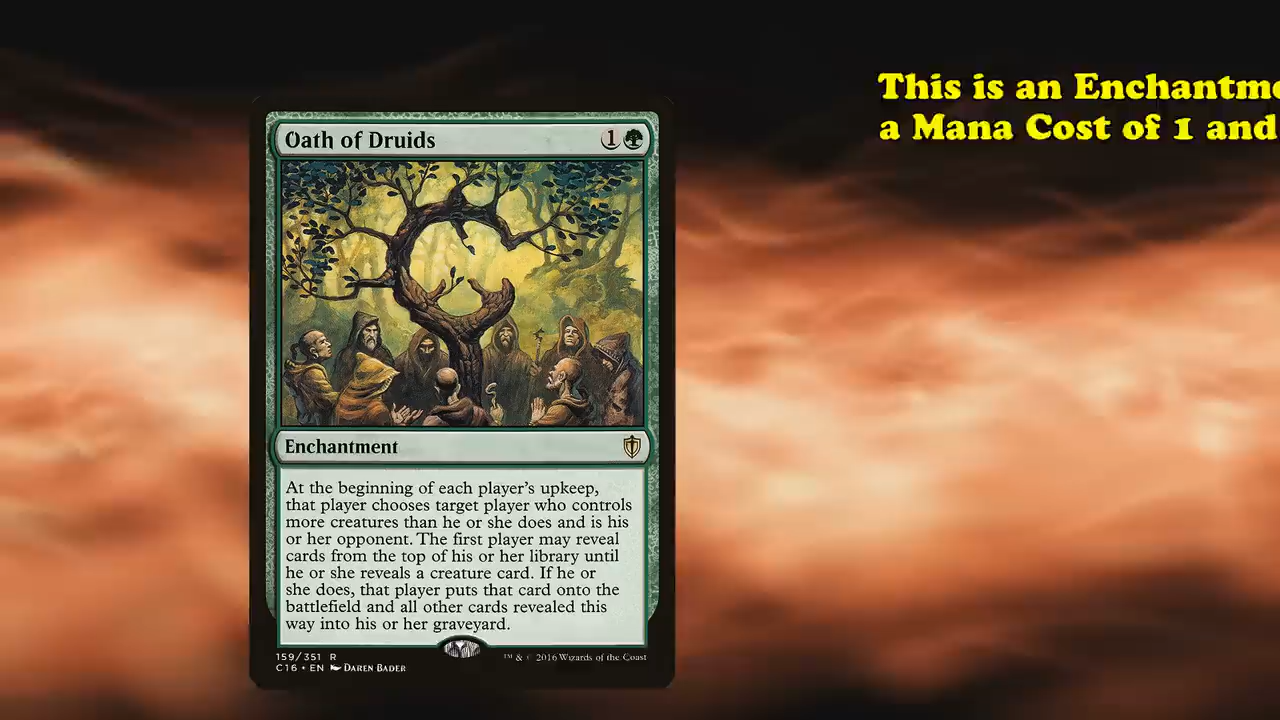 This is an
a Mana Cost of 1 and
Oath of Druids 1
Enchantment
At the beginning of each player's upkeep,
that player chooses target player who controls
more creatures than he or she does and is his
or her opponent. The first player may reveal
cards from the top of his or her library until
he or she reveals a creature card. If he or
she does, that player puts that card onto the
battlefield and all other cards revealed this
way into his or her graveyard.
159/351 R
C16 • EN DAREN BADER
™ & © 2016 Wizards of the Coast